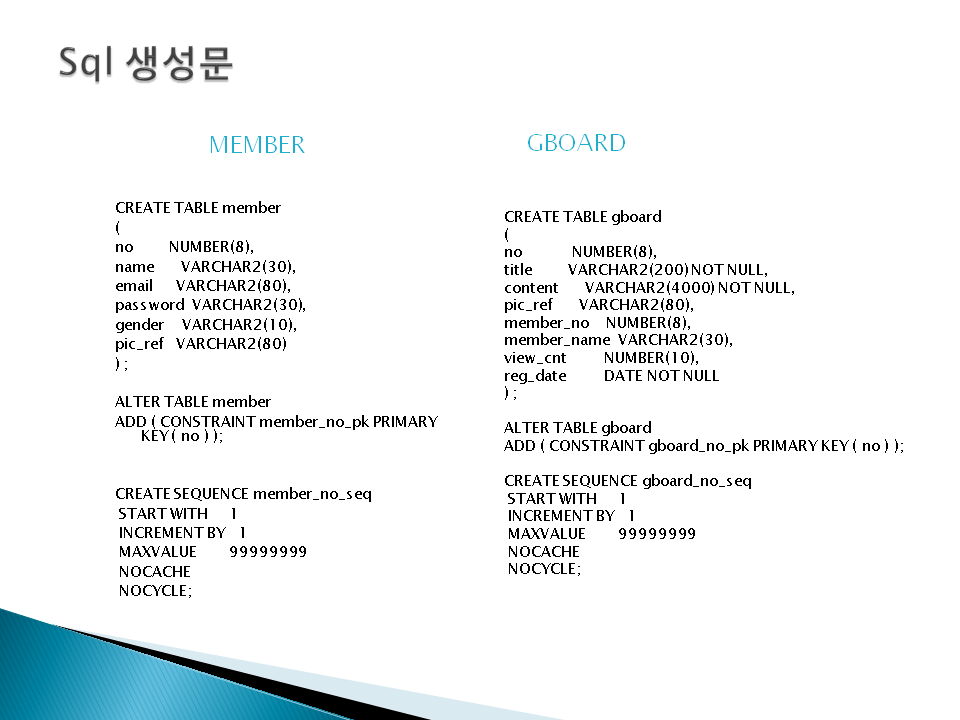 Sql 생성문
MEMBER
CREATE TABLE member
(
no NUMBER(8),
name VARCHAR2(30),
email VARCHAR2(80),
password VARCHAR2(30),
gender VARCHAR2(10),
pic_ref VARCHAR2(80)
) ;
ALTER TABLE member
ADD ( CONSTRAINT member_no_pk PRIMARY
KEY ( no ) );
CREATE SEQUENCE member_no_seq
START WITH 1
INCREMENT BY 1
MAXVALUE 99999999
NOCACHE
NOCYCLE;
GBOARD
CREATE TABLE gboard
(
no NUMBER(8),
title VARCHAR2(200) NOT NULL,
content VARCHAR2(4000) NOT NULL,
pic_ref VARCHAR2(80),
member_no NUMBER(8),
member_name VARCHAR2(30),
view_cnt NUMBER(10),
reg_date DATE NOT NULL
) ;
ALTER TABLE gboard
ADD ( CONSTRAINT gboard_no_pk PRIMARY KEY ( no ) );
CREATE SEQUENCE gboard_no_seq
START WITH 1
INCREMENT BY 1
MAXVALUE 99999999
NOCACHE
NOCYCLE;